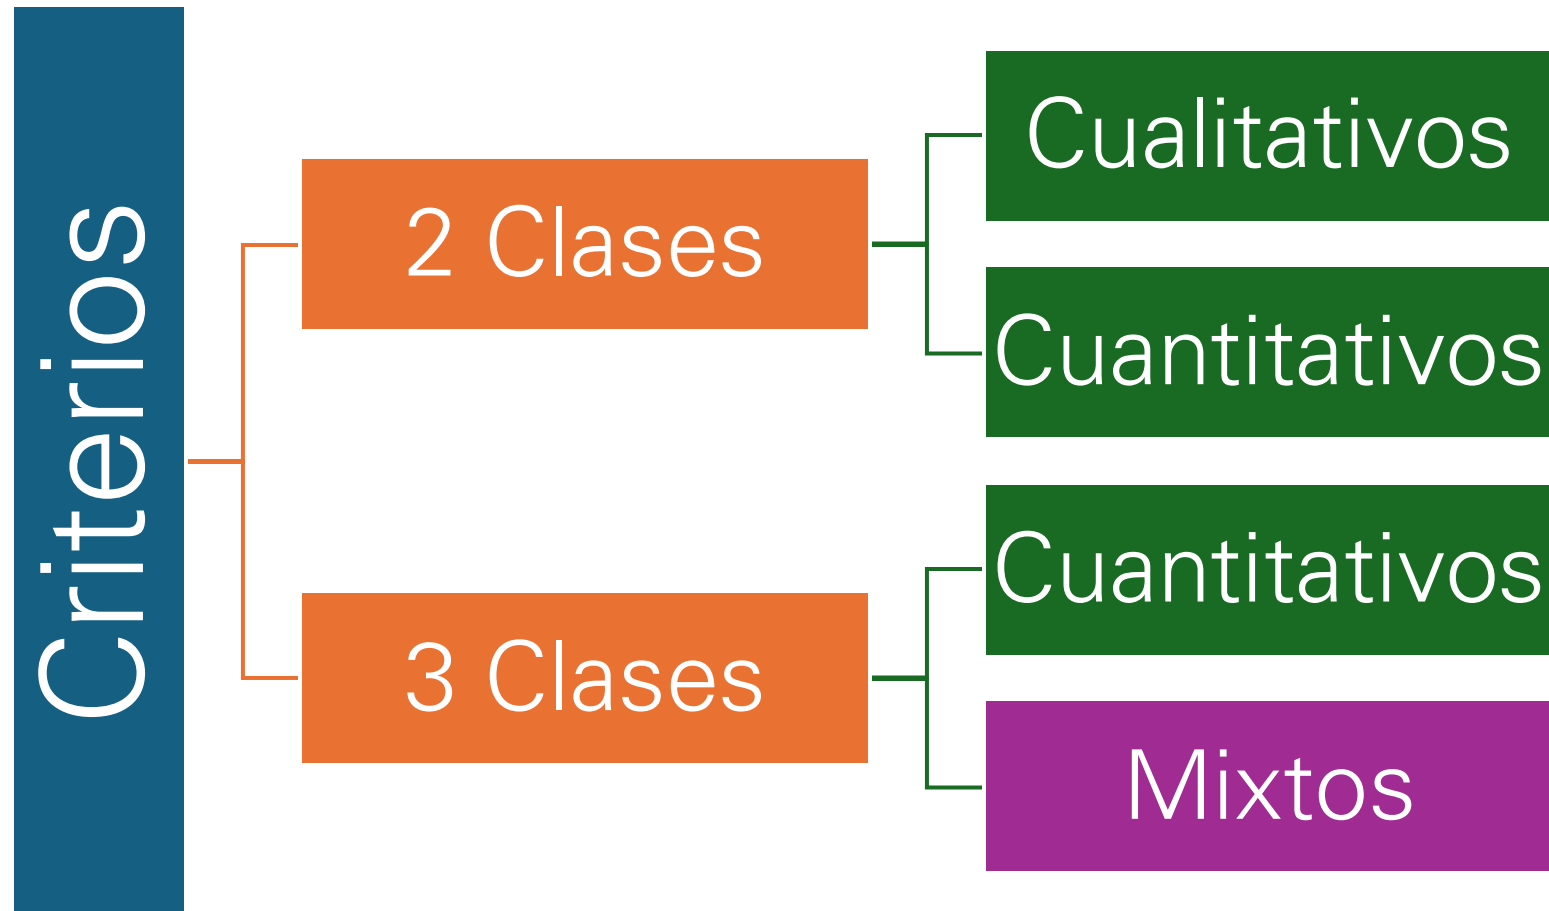 Criterios
2 Clases
Cualitativos
Cuantitativos
3 Clases
Cuantitativos
Mixtos